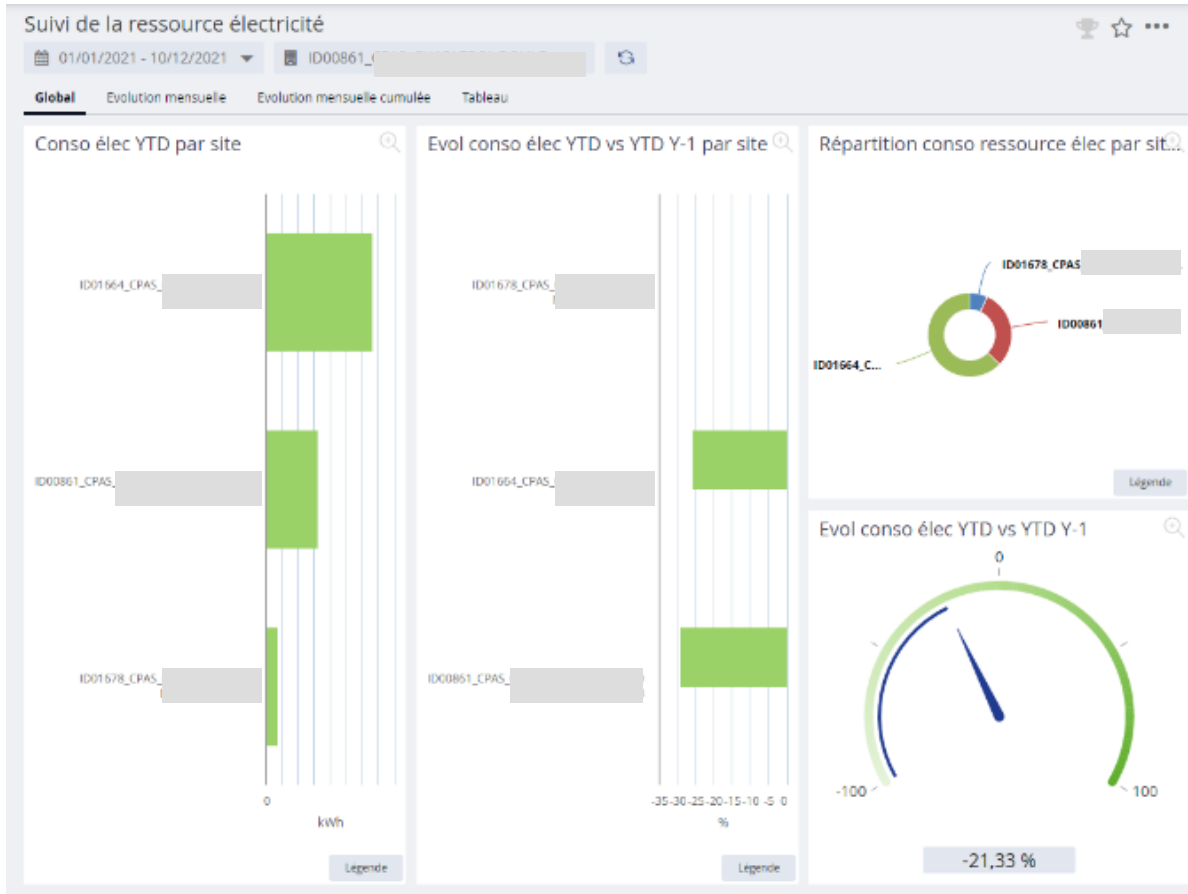 Suivi de la ressource électricité
01/01/2021 - 10/12/2021
ID00861_
Global Evolution mensuelle Evolution mensuelle cumulée Tableau
Conso élec YTD par site
ID01664_CPAS_
ID00861_CPAS_
ID01678_CPAS_
0
kWh
Légende
Evol conso élec YTD vs YTD Y-1 par site
ID01678_CPAS_
ID01664_CPAS_
ID00861_CPAS_
-35 -30 -25 -20 -15 -10 -5 0
%
Légende
Répartition conso ressource élec par sit...
ID01678_CPAS
ID00861
ID01664_C...
Légende
Evol conso élec YTD vs YTD Y-1
0
-100
100
-21,33 %